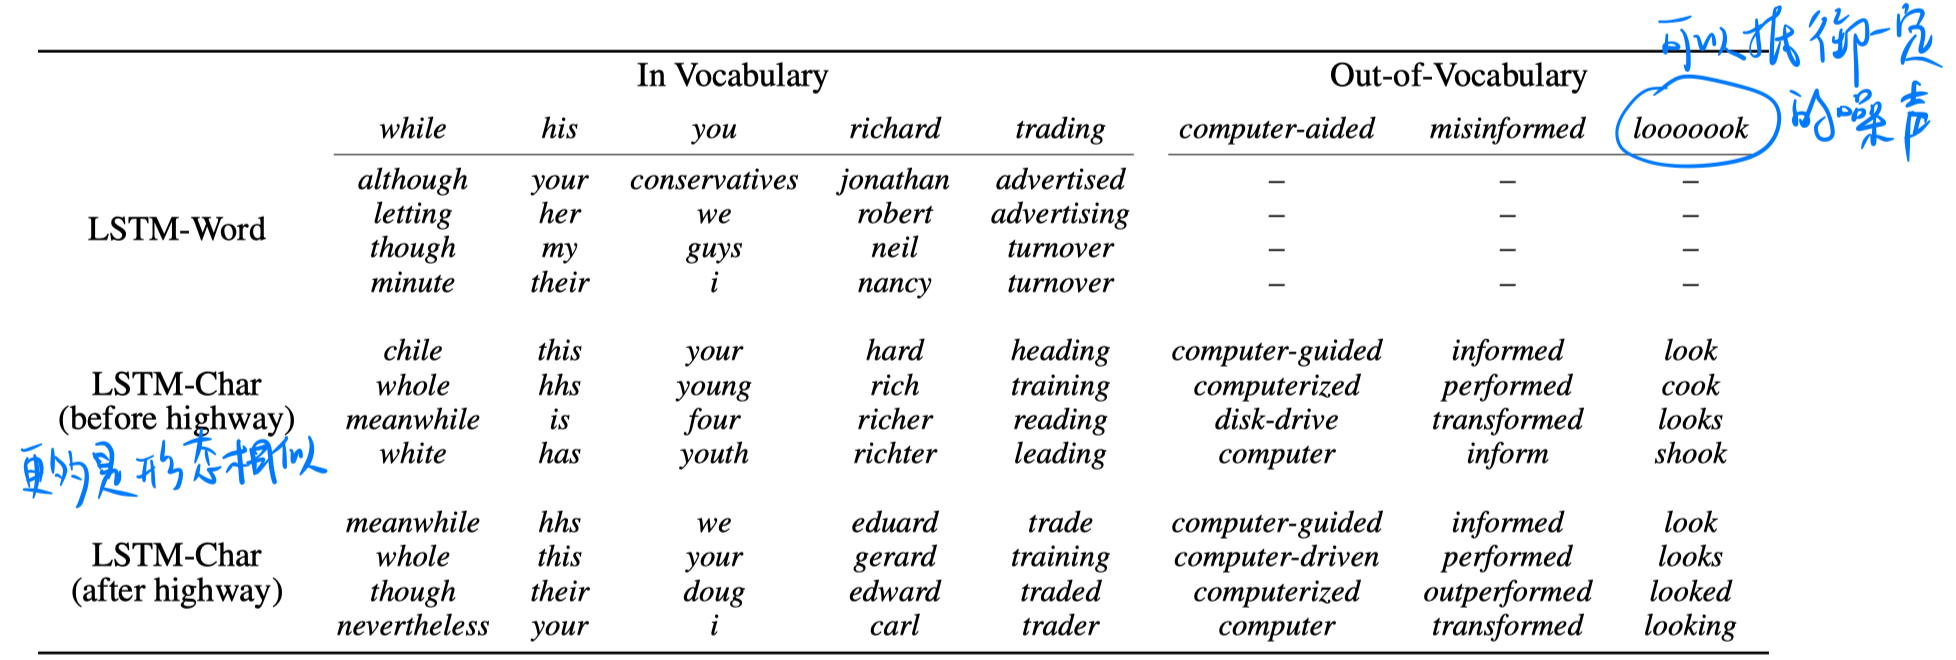 可以抵御一定
In Vocabulary Out-of-Vocabulary
的噪声
while his you richard trading computer-aided misinformed looooook
although your conservatives jonathan advertised – – –
letting her we robert advertising – – –
LSTM-Word
though my guys neil turnover – – –
minute their i nancy turnover – – –
chile this your hard heading computer-guided informed look
LSTM-Char whole hhs young rich training computerized performed cook
(before highway) meanwhile is four richer reading disk-drive transformed looks
更多的是形态相似
white has youth richter leading computer inform shook
meanwhile hhs we eduard trade computer-guided informed look
LSTM-Char whole this your gerard training computer-driven performed looks
(after highway) though their doug edward traded computerized outperformed looked
nevertheless your i carl trader computer transformed looking